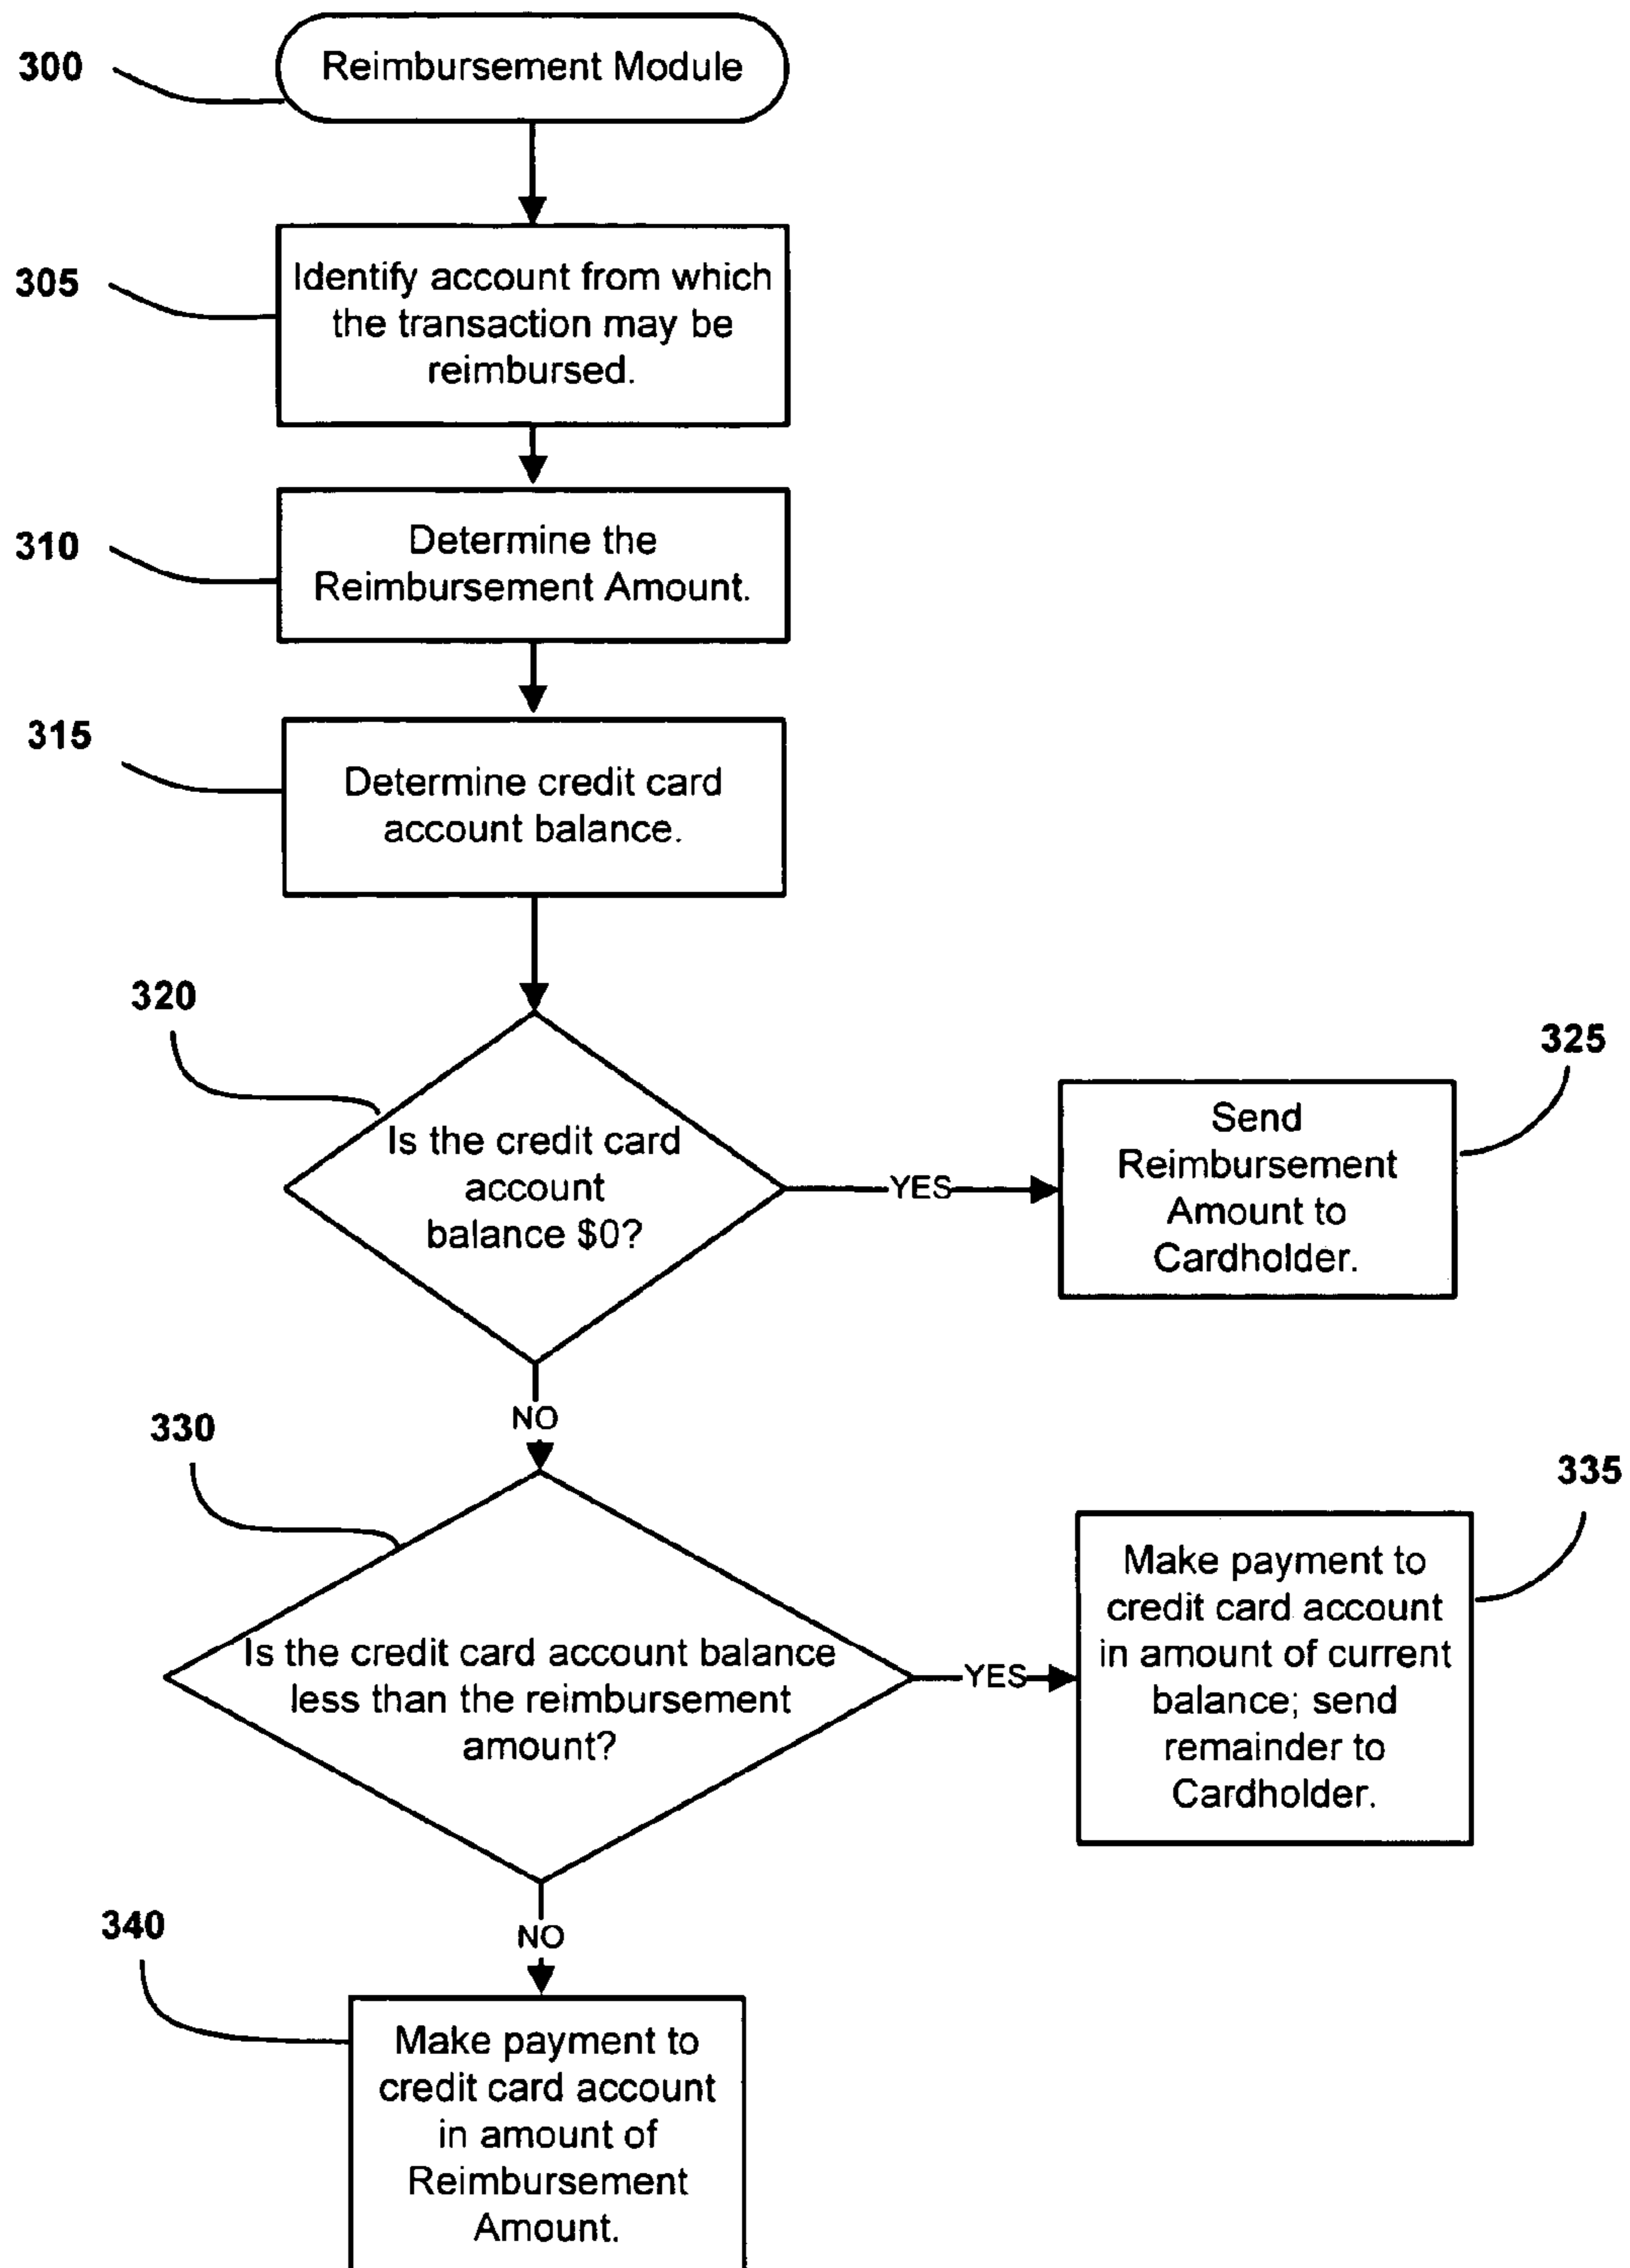 300
Reimbursement Module
305
Identify account from which
the transaction may be
reimbursed.
310
Determine the
Reimbursement Amount.
315
Determine credit card
account balance.
320
Is the credit card
account
balance $0?
YES
325
Send
Reimbursement
Amount to
Cardholder.
NO
330
Is the credit card account balance
less than the reimbursement
amount?
YES
335
Make payment to
credit card account
in amount of current
balance; send
remainder to
Cardholder.
NO
340
Make payment to
credit card account
in amount of
Reimbursement
Amount.